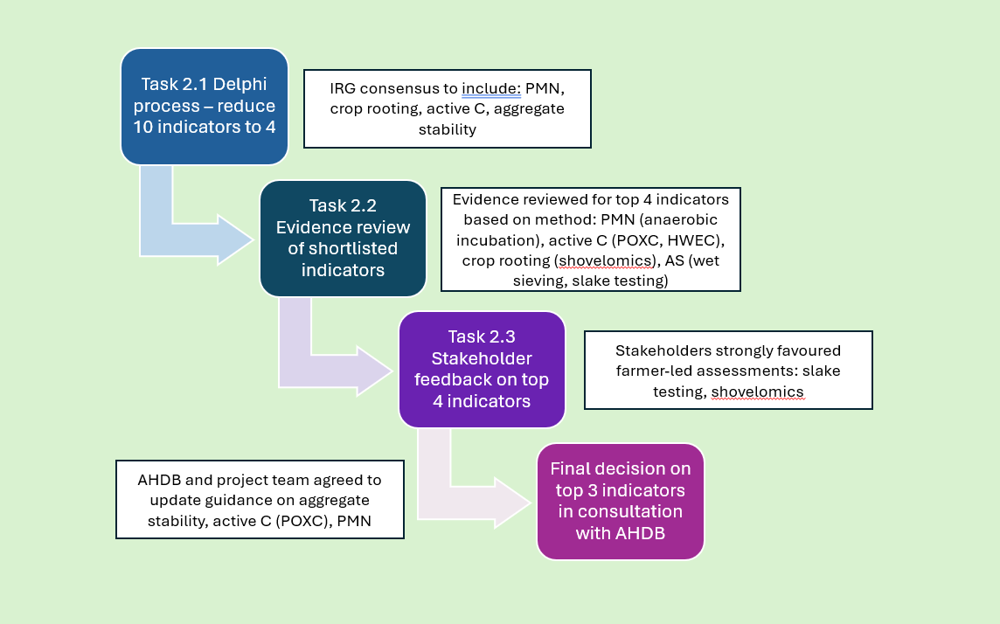 Task 2.1 Delphi
process – reduce
10 indicators to 4
IRG consensus to include: PMN,
crop rooting, active C, aggregate
stability
Task 2.2
Evidence review
of shortlisted
indicators
Evidence reviewed for top 4 indicators
based on method: PMN (anaerobic
incubation), active C (POXC, HWEC),
crop rooting (shovelomics), AS (wet
sieving, slake testing)
Task 2.3
Stakeholder
feedback on top
4 indicators
Stakeholders strongly favoured
farmer-led assessments: slake
testing, shovelomics
Final decision on
top 3 indicators
in consultation
with AHDB
AHDB and project team agreed to
update guidance on aggregate
stability, active C (POXC), PMN